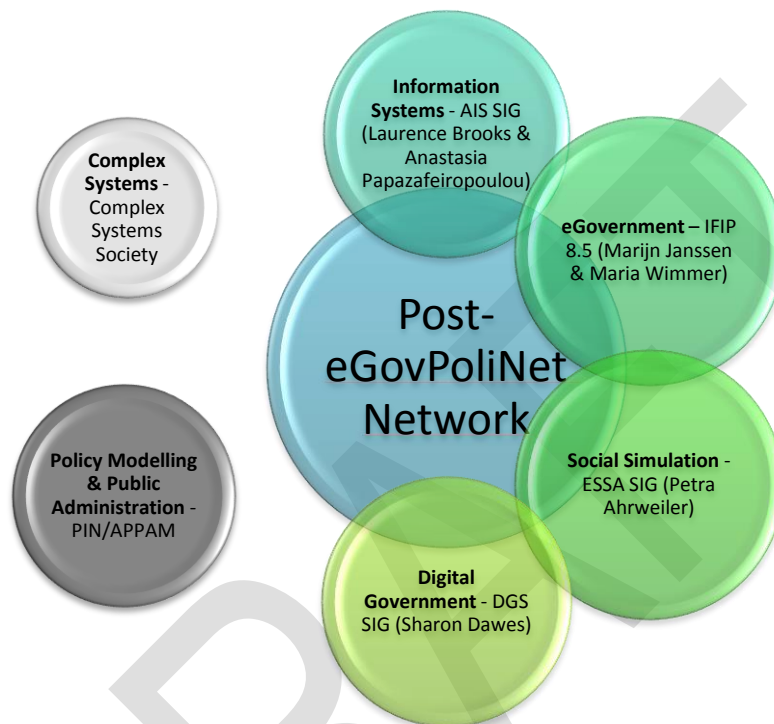 Information
Systems - AIS SIG
(Laurence Brooks &
Anastasia
Papazafeiropoulou)
Complex
Systems -
Complex
Systems
Society
eGovernment – IFIP
8.5 (Marijn Janssen
& Maria Wimmer)
Post-
eGovPoliNet
Network
Policy Modelling
& Public
Administration -
PIN/APPAM
Social Simulation -
ESSA SIG (Petra
Ahrweiler)
Digital
Government - DGS
SIG (Sharon Dawes)
DRAFT